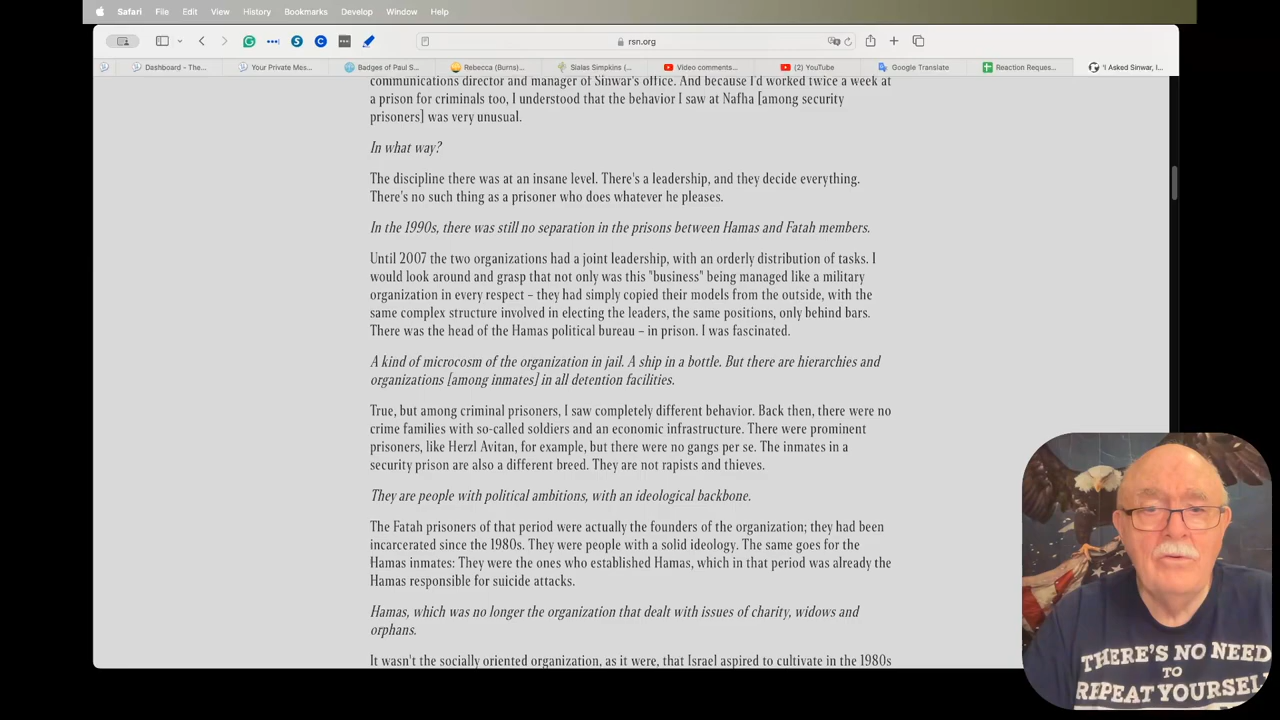 Safari File Edit View History Bookmarks Develop Window Help
rsn.org
Dashboard - The... Your Private Mes... Badges of Paul S... Rebecca (Burns)... Slolas Simpkins (... Video comments... (2) YouTube Google Translate Reaction Reques... 'I Asked Sinwar, I...
communications director and manager of Sinwar's office. And because I'd worked twice a week at
a prison for criminals too, I understood that the behavior I saw at Nafha [among security
prisoners] was very unusual.
In what way?
The discipline there was at an insane level. There's a leadership, and they decide everything.
There's no such thing as a prisoner who does whatever he pleases.
In the 1990s, there was still no separation in the prisons between Hamas and Fatah members.
Until 2007 the two organizations had a joint leadership, with an orderly distribution of tasks. I
would look around and grasp that not only was this "business" being managed like a military
organization in every respect – they had simply copied their models from the outside, with the
same complex structure involved in electing the leaders, the same positions, only behind bars.
There was the head of the Hamas political bureau – in prison. I was fascinated.
A kind of microcosm of the organization in jail. A ship in a bottle. But there are hierarchies and
organizations [among inmates] in all detention facilities.
True, but among criminal prisoners, I saw completely different behavior. Back then, there were no
crime families with so-called soldiers and an economic infrastructure. There were prominent
prisoners, like Herzl Avitan, for example, but there were no gangs per se. The inmates in a
security prison are also a different breed. They are not rapists and thieves.
They are people with political ambitions, with an ideological backbone.
The Fatah prisoners of that period were actually the founders of the organization; they had been
incarcerated since the 1980s. They were people with a solid ideology. The same goes for the
Hamas inmates: They were the ones who established Hamas, which in that period was already the
Hamas responsible for suicide attacks.
Hamas, which was no longer the organization that dealt with issues of charity, widows and
orphans.
It wasn't the socially oriented organization, as it were, that Israel aspired to cultivate in the 1980s
THERE'S NO NEED
TO
REPEAT YOURSELF